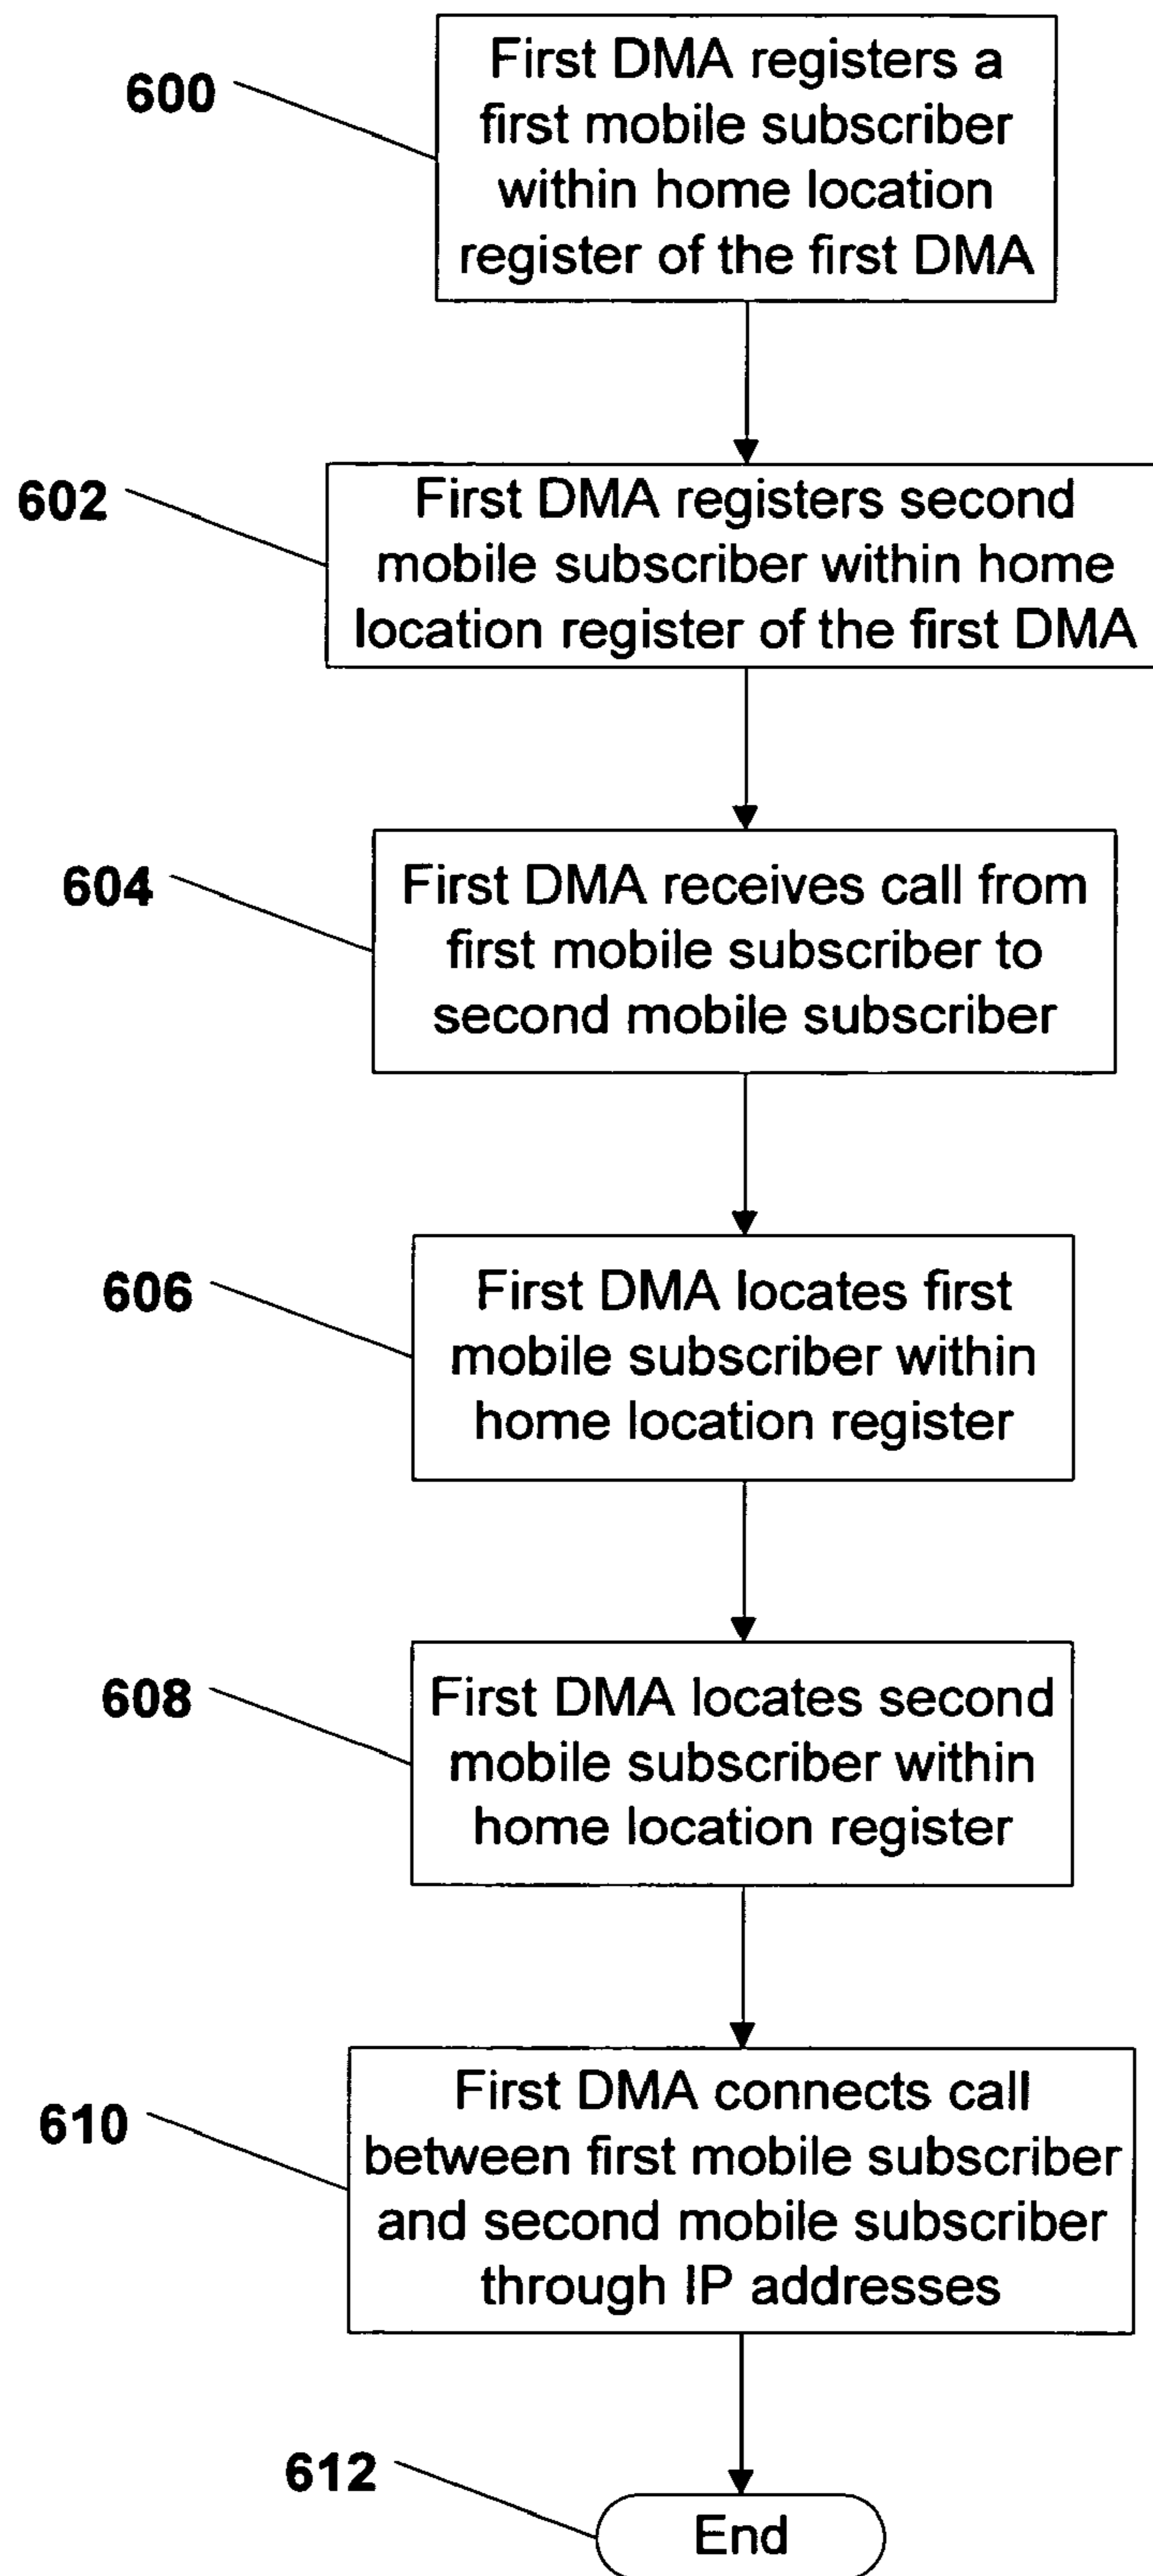 600
First DMA registers a
first mobile subscriber
within home location
register of the first DMA
602
First DMA registers second
mobile subscriber within home
location register of the first DMA
604
First DMA receives call from
first mobile subscriber to
second mobile subscriber
606
First DMA locates first
mobile subscriber within
home location register
608
First DMA locates second
mobile subscriber within
home location register
610
First DMA connects call
between first mobile subscriber
and second mobile subscriber
through IP addresses
612
End